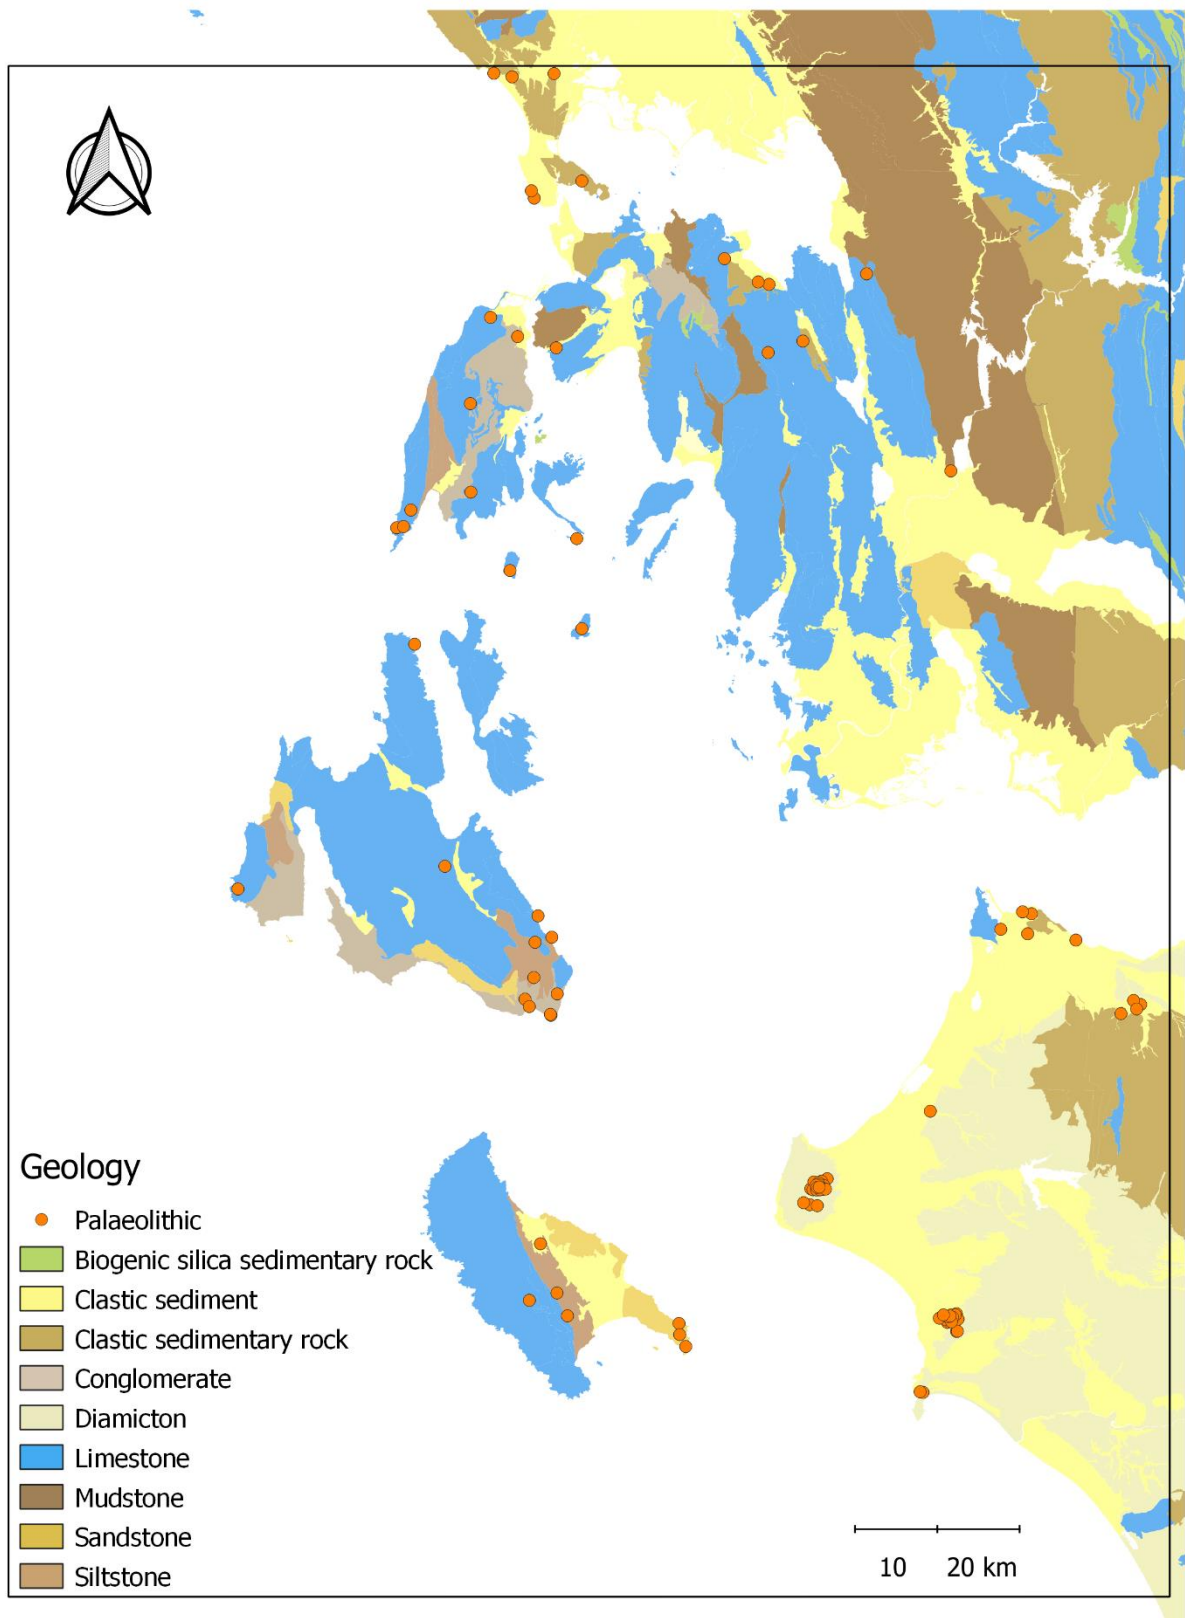 Geology
Palaeolithic
Biogenic silica sedimentary rock
Clastic sediment
Clastic sedimentary rock
Conglomerate
Diamicton
Limestone
Mudstone
Sandstone
Siltstone
10 20 km